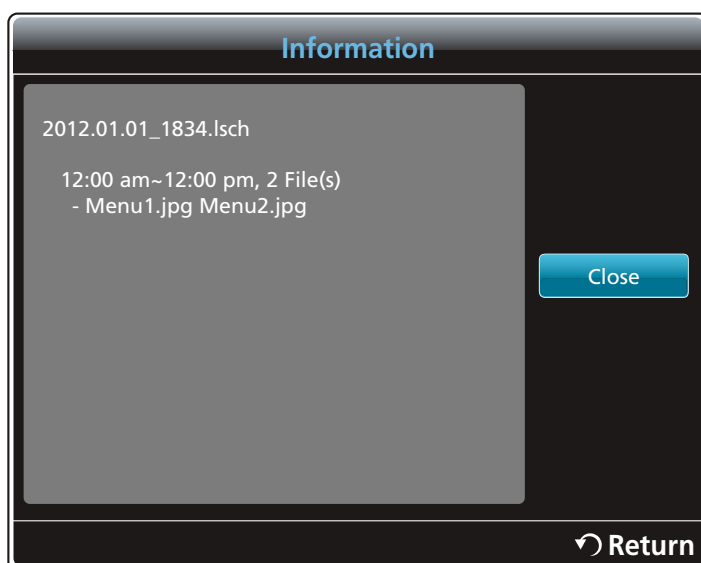 Information
2012.01.01_1834.lsch
12:00 am~12:00 pm, 2 File(s)
- Menu1.jpg Menu2.jpg
Close
Return